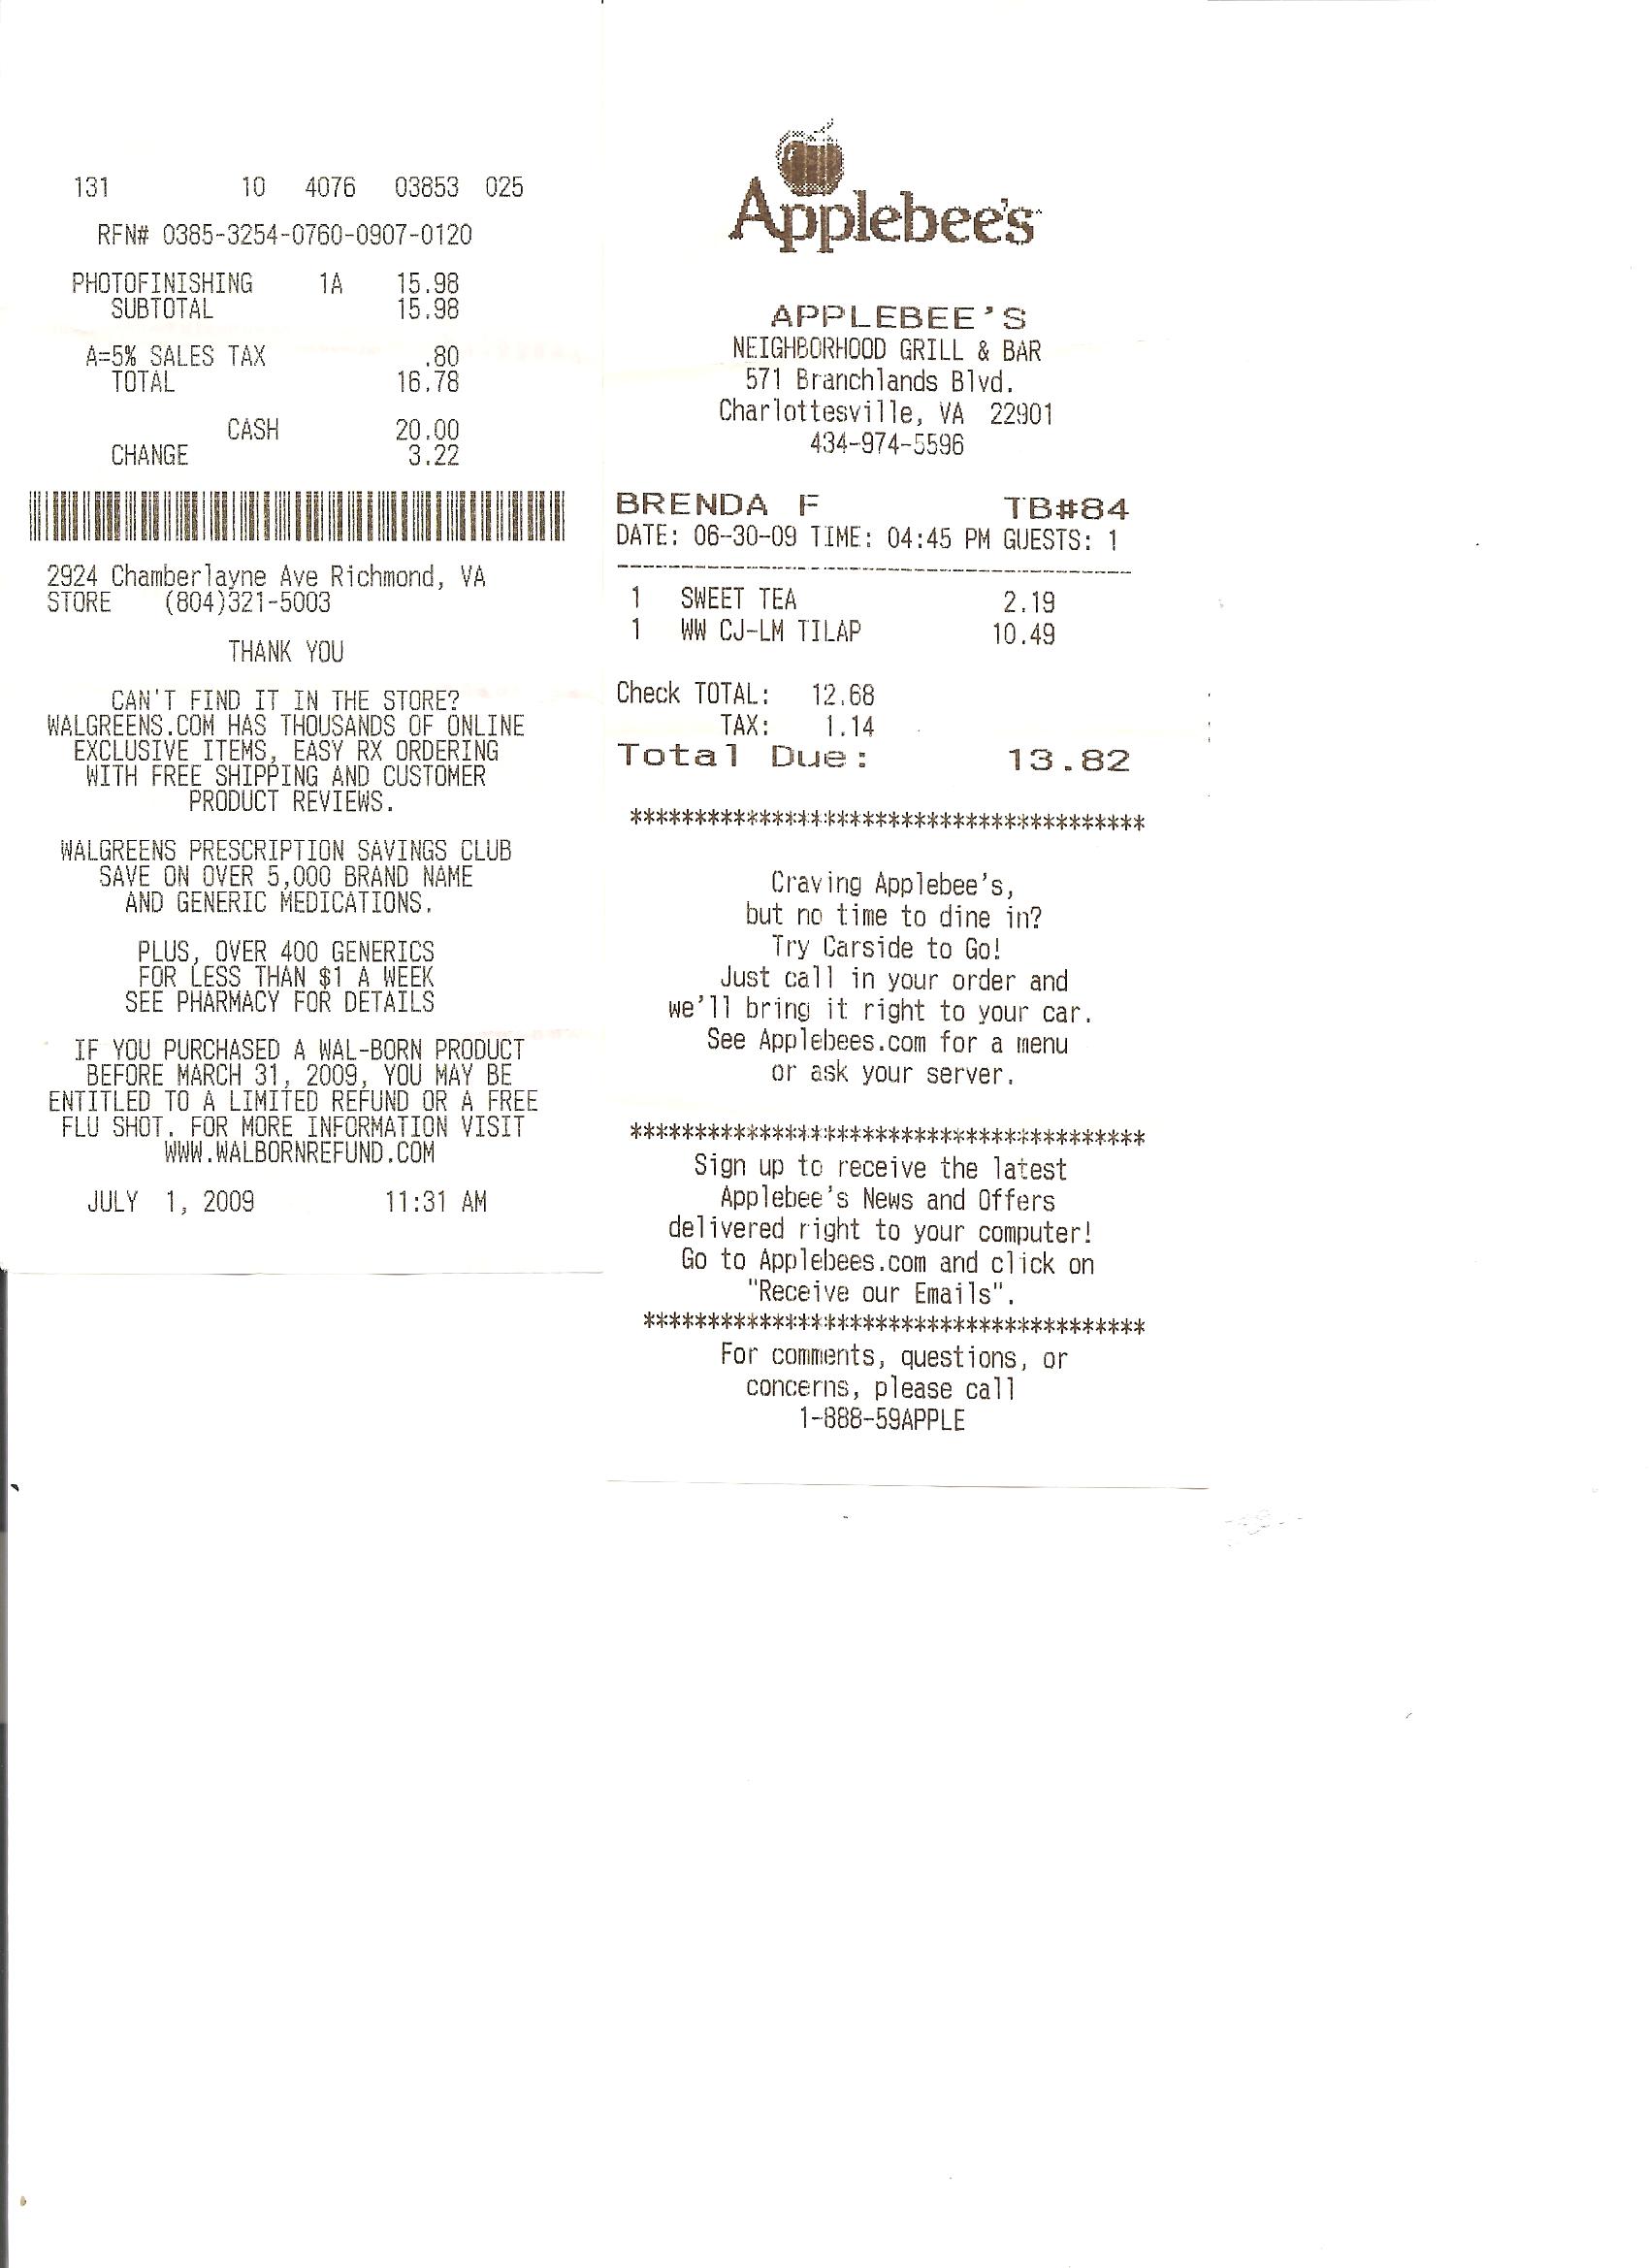 131 10 4076 03853 025
RFN# 0385-3254-0760-0907-0120
PHOTOFINISHING 1A 15.98
SUBTOTAL 15.98
A=5% SALES TAX .80
TOTAL 16.78
CASH 20.00
CHANGE 3.22
2924 Chamberlayne Ave Richmond, VA
STORE (804)321-5003
THANK YOU
CAN'T FIND IT IN THE STORE?
WALGREENS.COM HAS THOUSANDS OF ONLINE
EXCLUSIVE ITEMS, EASY RX ORDERING
WITH FREE SHIPPING AND CUSTOMER
PRODUCT REVIEWS.
WALGREENS PRESCRIPTION SAVINGS CLUB
SAVE ON OVER 5,000 BRAND NAME
AND GENERIC MEDICATIONS.
PLUS, OVER 400 GENERICS
FOR LESS THAN $1 A WEEK
SEE PHARMACY FOR DETAILS
IF YOU PURCHASED A WAL-BORN PRODUCT
BEFORE MARCH 31, 2009, YOU MAY BE
ENTITLED TO A LIMITED REFUND OR A FREE
FLU SHOT. FOR MORE INFORMATION VISIT
WWW.WALBORNREFUND.COM
JULY 1, 2009 11:31 AM
Applebee's
APPLEBEE'S
NEIGHBORHOOD GRILL & BAR
571 Branchlands Blvd.
Charlottesville, VA 22901
434-974-5596
BRENDA F TB#84
DATE: 06-30-09 TIME: 04:45 PM GUESTS: 1
----------------------------------------
1 SWEET TEA 2.19
1 WW CJ-LM TILAP 10.49
Check TOTAL: 12.68
TAX: 1.14
Total Due: 13.82
****************************************
Craving Applebee's,
but no time to dine in?
Try Carside to Go!
Just call in your order and
we'll bring it right to your car.
See Applebees.com for a menu
or ask your server.
****************************************
Sign up to receive the latest
Applebee's News and Offers
delivered right to your computer!
Go to Applebees.com and click on
"Receive our Emails".
***************************************
For comments, questions, or
concerns, please call
1-888-59APPLE